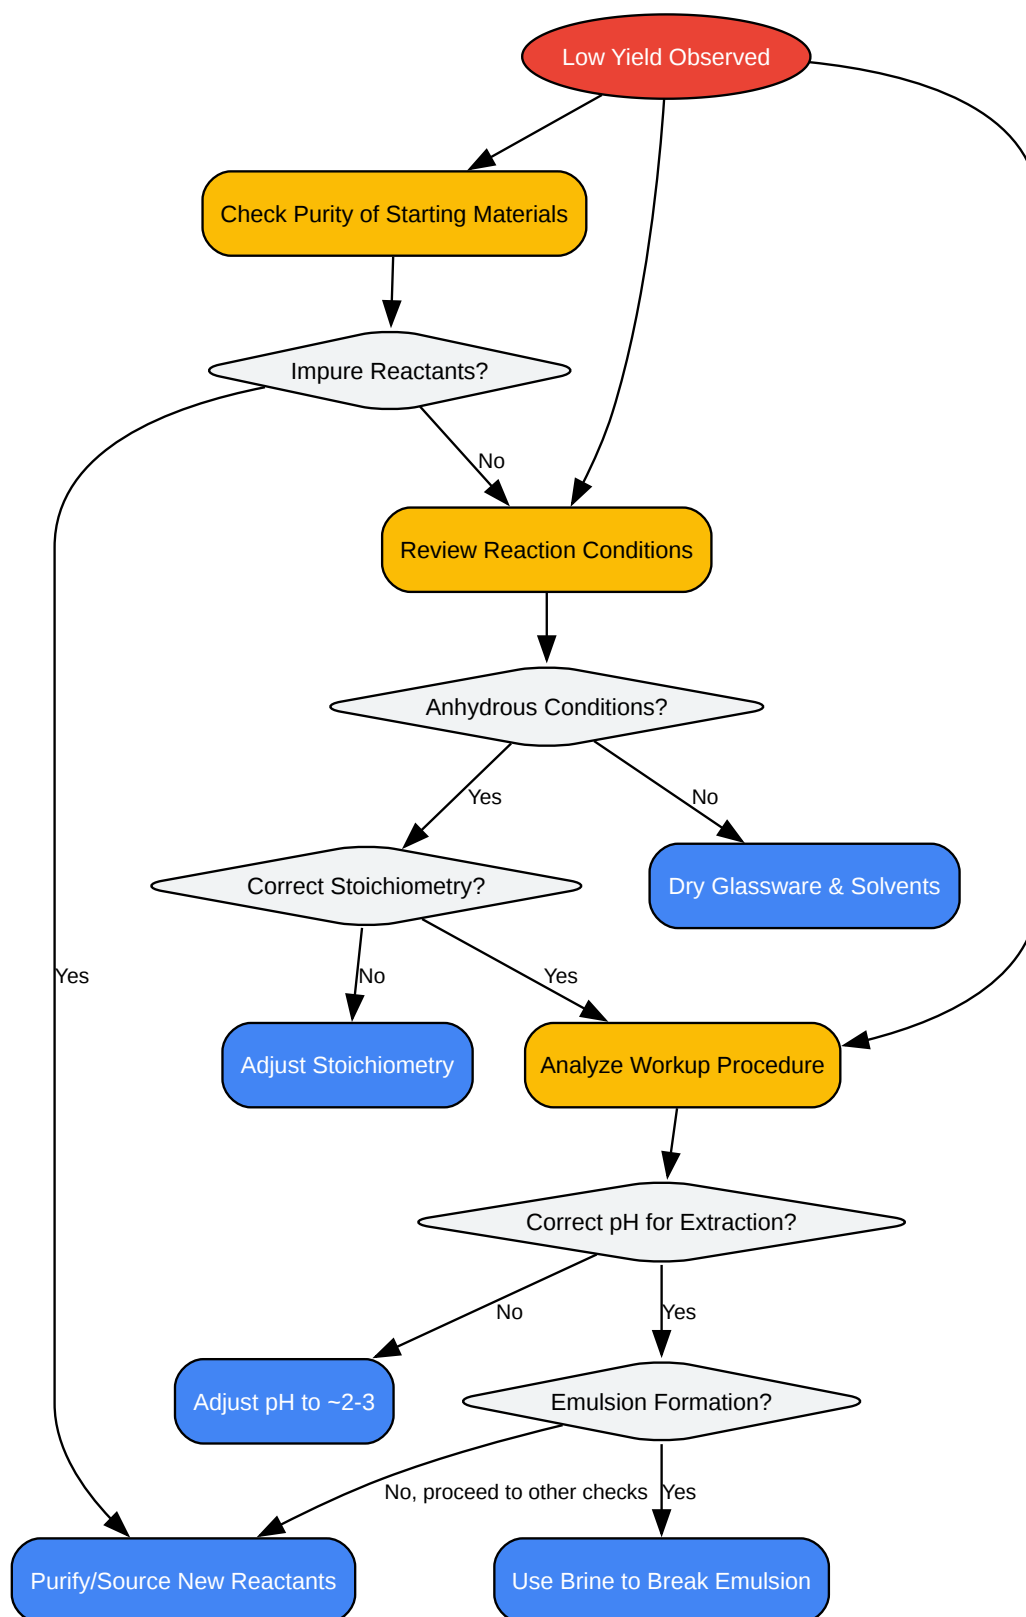 Low Yield Observed
Check Purity of Starting Materials
Impure Reactants?
No
Review Reaction Conditions
Anhydrous Conditions?
Yes
No
Correct Stoichiometry?
Dry Glassware & Solvents
Yes
No
Yes
Adjust Stoichiometry
Analyze Workup Procedure
Correct pH for Extraction?
No
Yes
Adjust pH to ~2-3
Emulsion Formation?
No, proceed to other checks
Yes
Purify/Source New Reactants
Use Brine to Break Emulsion